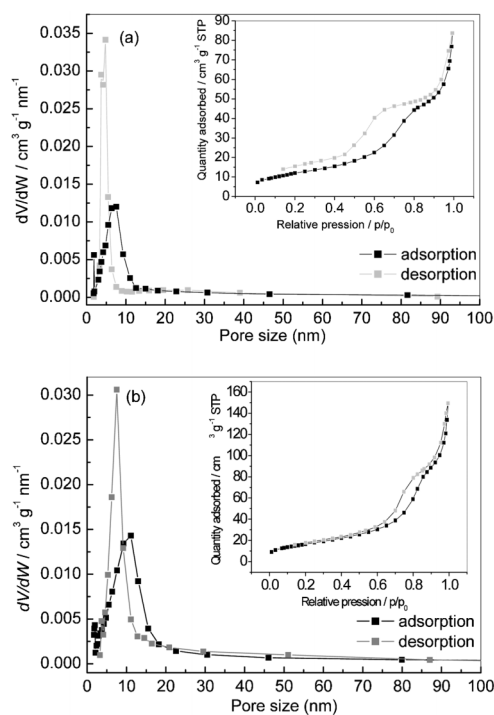 (a)
dV/dW / cm³ g⁻¹ nm⁻¹
0.035
0.030
0.025
0.020
0.015
0.010
0.005
0.000
0 10 20 30 40 50 60 70 80 90 100
Pore size (nm)
Quantity adsorbed / cm³ g⁻¹ STP
90
80
70
60
50
40
30
20
10
0
0.0 0.2 0.4 0.6 0.8 1.0
Relative pression / p/p₀
adsorption
desorption
(b)
dV/dW / cm³ g⁻¹ nm⁻¹
0.030
0.025
0.020
0.015
0.010
0.005
0.000
0 10 20 30 40 50 60 70 80 90 100
Pore size (nm)
Quantity adsorbed / cm ³ g⁻¹ STP
160
140
120
100
80
60
40
20
0
0.0 0.2 0.4 0.6 0.8 1.0
Relative pression / p/p₀
adsorption
desorption